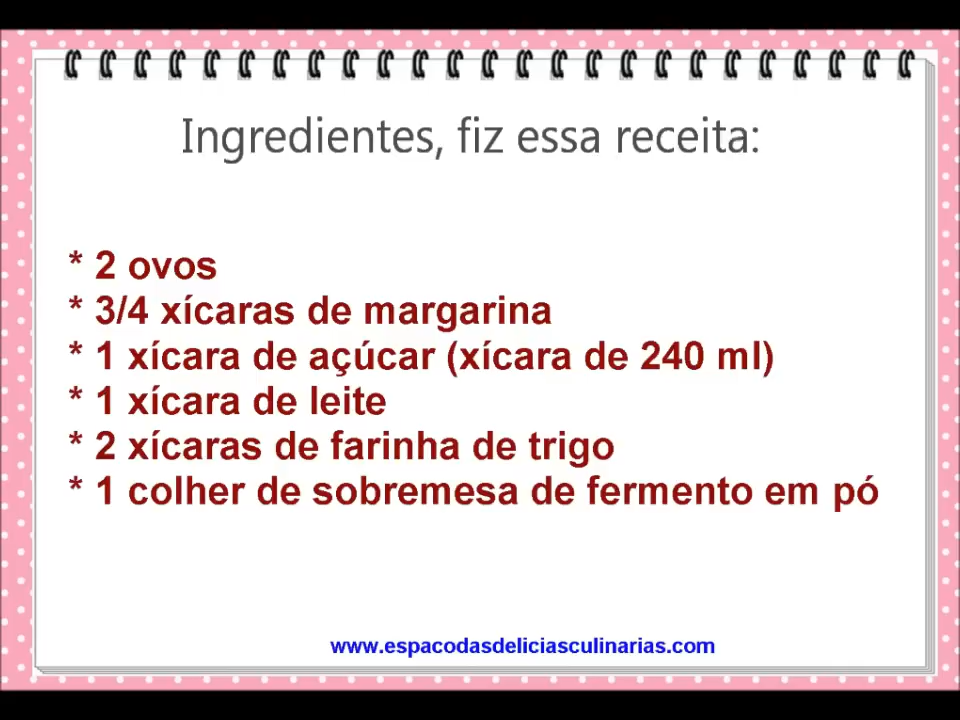 Ingredientes, fiz essa receita:
* 2 ovos
* 3/4 xícaras de margarina
* 1 xícara de açúcar (xícara de 240 ml)
* 1 xícara de leite
* 2 xícaras de farinha de trigo
* 1 colher de sobremesa de fermento em pó
www.espacodasdeliciasculinarias.com